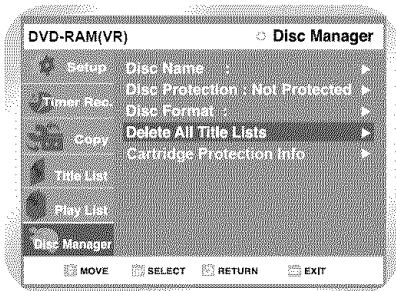 DVD-RAM(VR) Disc Manager
Setup
Timer Rec.
Copy
Title List
Play List
Disc Manager
Disc Name :
Disc Protection : Not Protected
Disc Format :
Delete All Title Lists
Cartridge Protection Info
MOVE SELECT RETURN EXIT